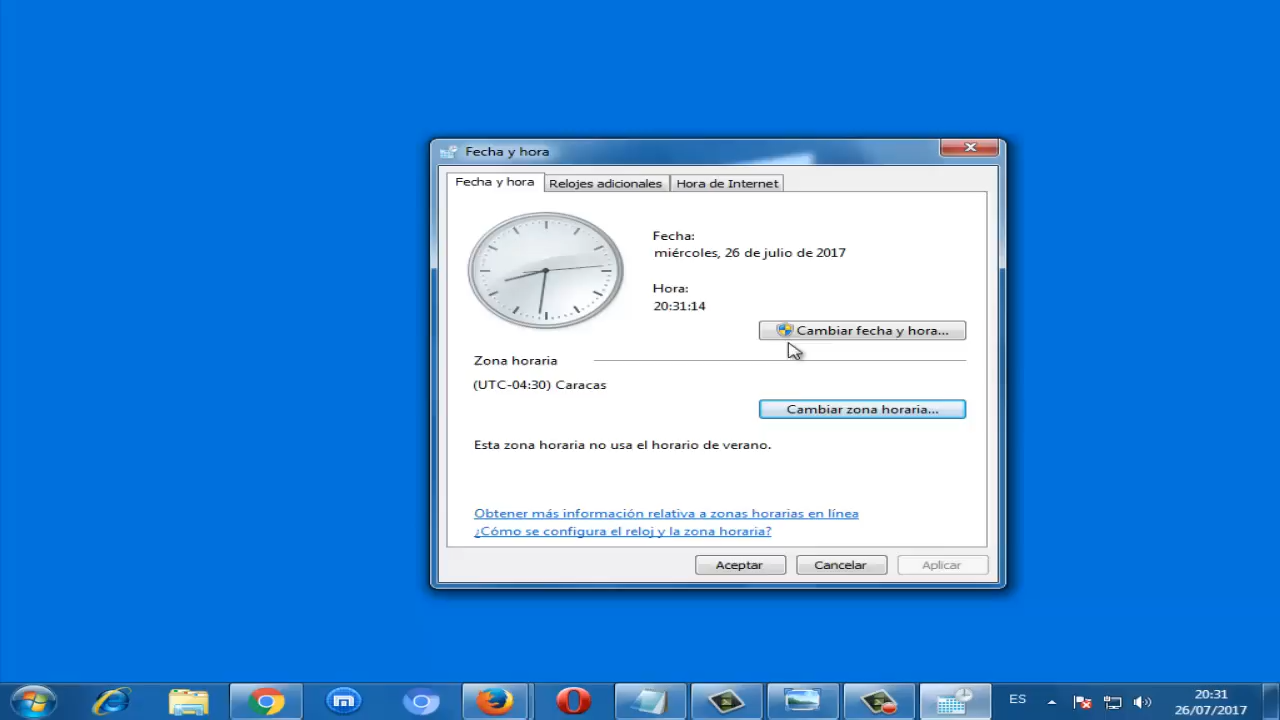 Fecha y hora
Fecha y hora
Relojes adicionales
Hora de Internet
Fecha:
miércoles, 26 de julio de 2017
Hora:
20:31:14
Cambiar fecha y hora...
Zona horaria
(UTC-04:30) Caracas
Cambiar zona horaria...
Esta zona horaria no usa el horario de verano.
Obtener más información relativa a zonas horarias en línea
¿Cómo se configura el reloj y la zona horaria?
Aceptar
Cancelar
Aplicar
ES
20:31
26/07/2017